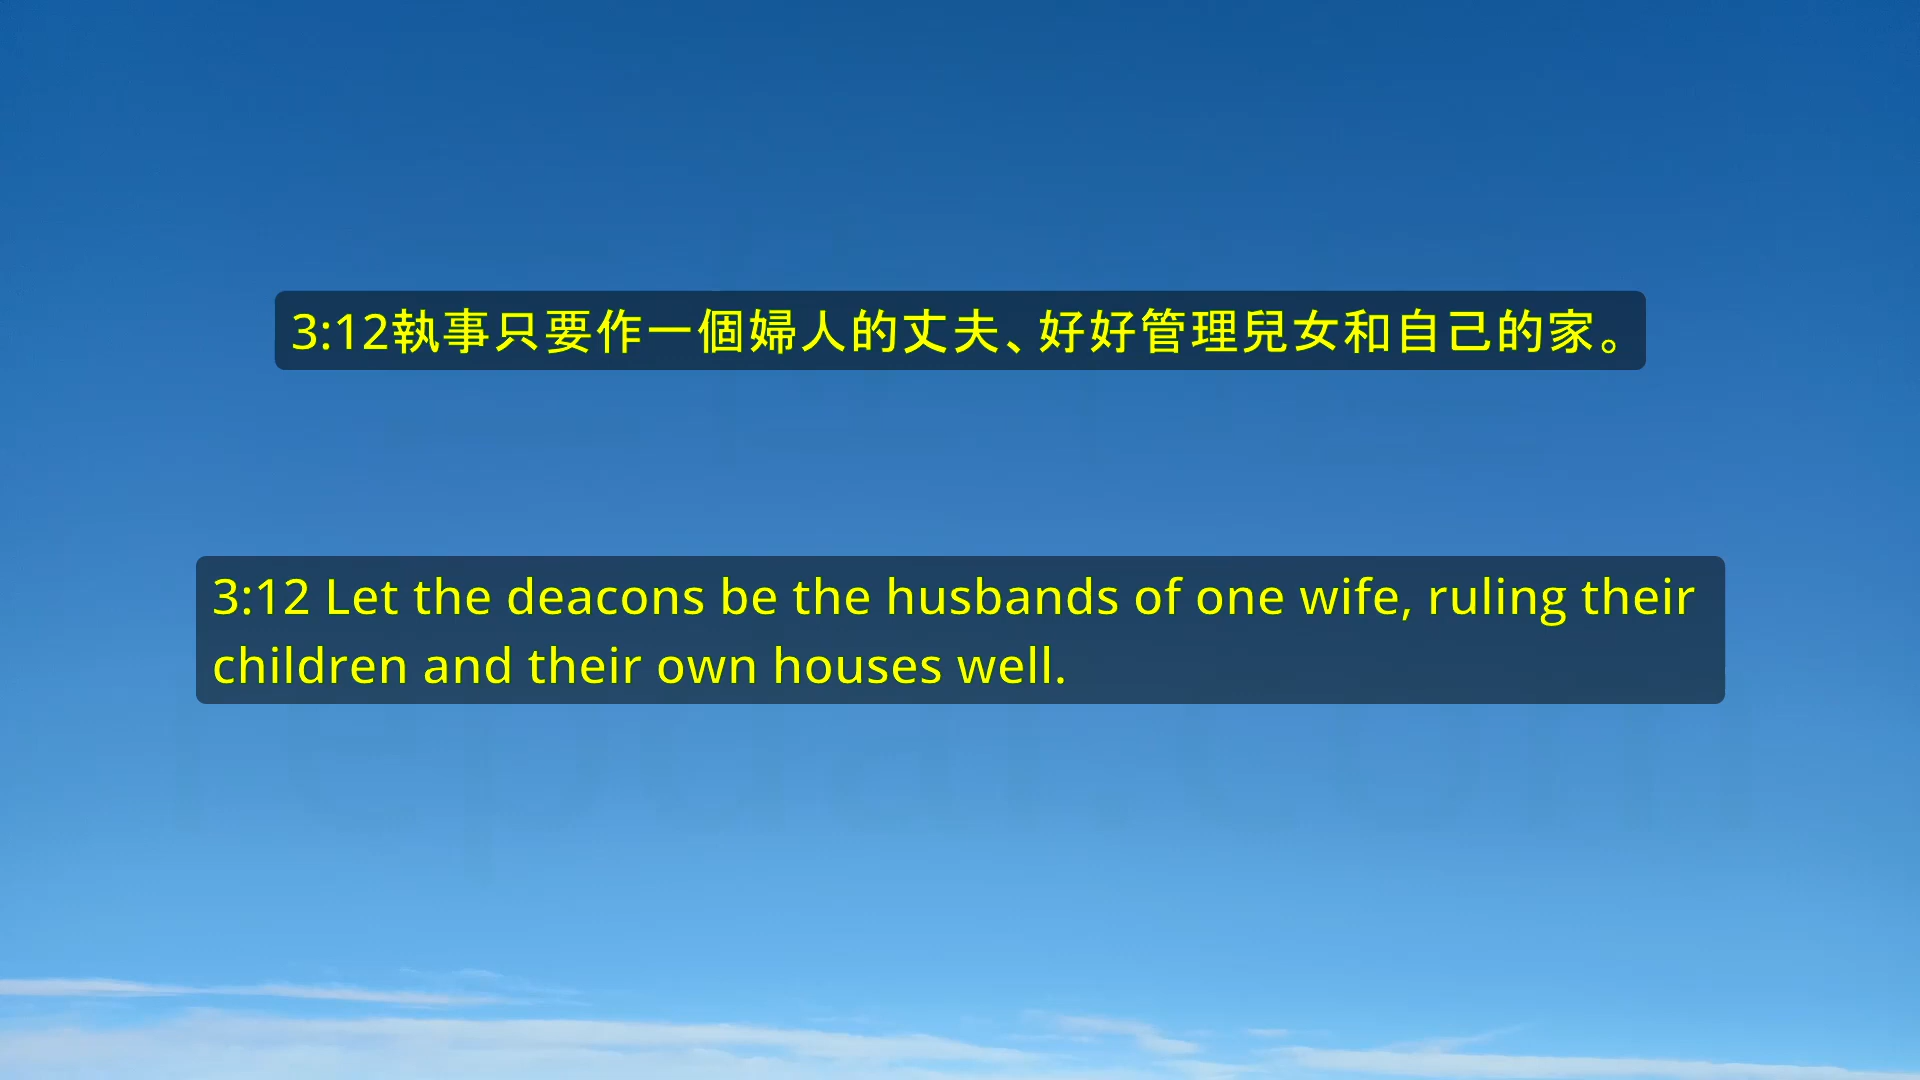 3:12執事只要作一個婦人的丈夫、好好管理兒女和自己的家。
3:12 Let the deacons be the husbands of one wife, ruling their
children and their own houses well.